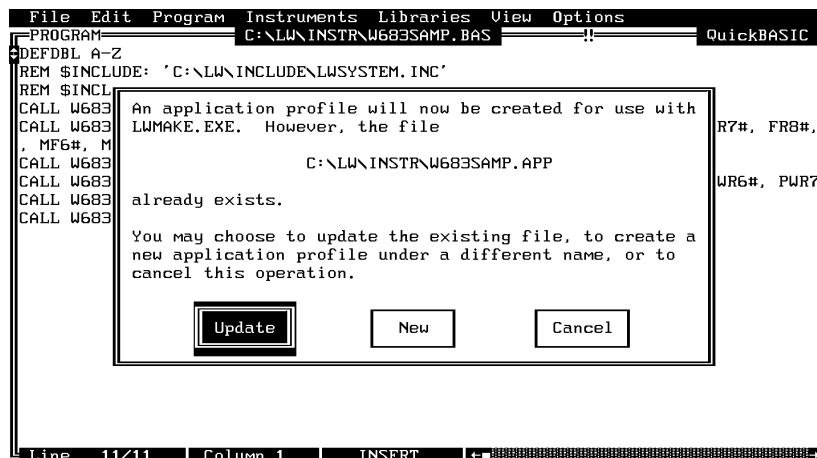 File Edit Program Instruments Libraries View Options
PROGRAM C:\LW\INSTR\W683SAMP.BAS QuickBASIC
DEFDBL A-Z
REM $INCLUDE: 'C:\LW\INCLUDE\LWSYSTEM.INC'
REM $INCL
CALL W683
CALL W683 R7#, FR8#,
, MF6#, M
CALL W683
CALL W683 WR6#, PWR7
CALL W683
CALL W683
An application profile will now be created for use with
LWMAKE.EXE. However, the file
C:\LW\INSTR\W683SAMP.APP
already exists.
You may choose to update the existing file, to create a
new application profile under a different name, or to
cancel this operation.
Update New Cancel
Line 11/11 Column 1 INSERT